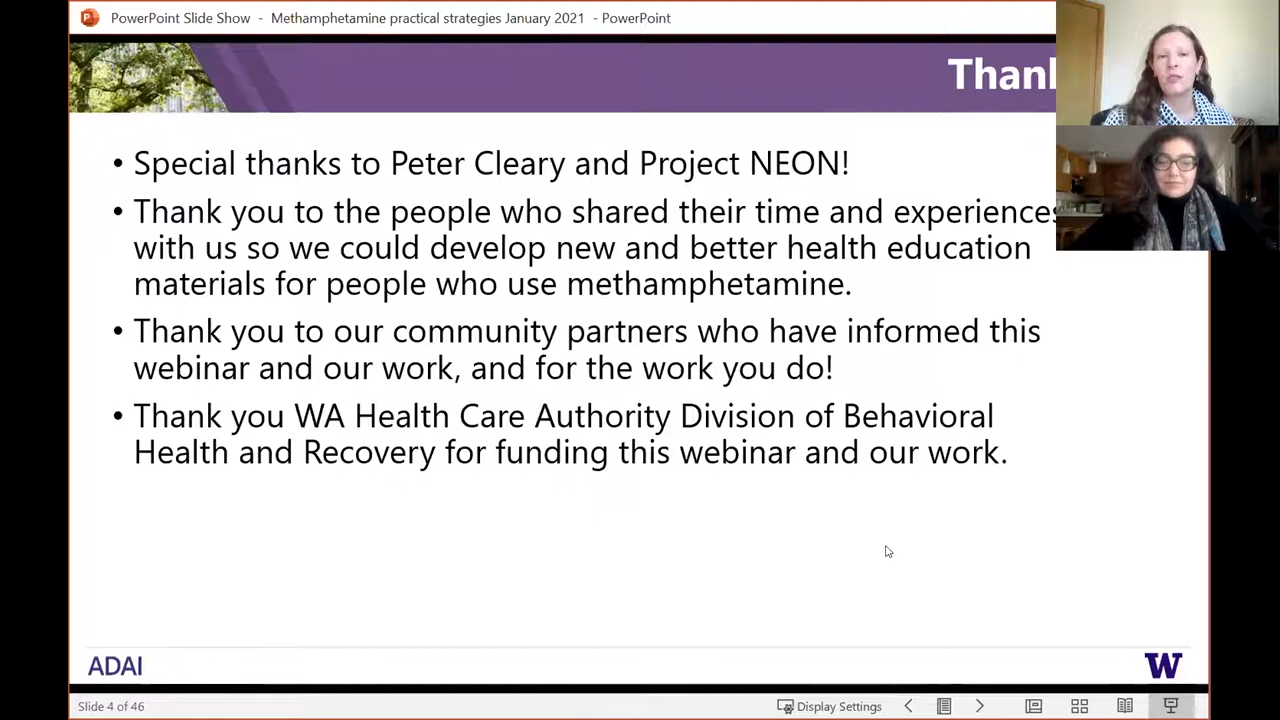 PowerPoint Slide Show - Methamphetamine practical strategies January 2021 - PowerPoint
Than
• Special thanks to Peter Cleary and Project NEON!
• Thank you to the people who shared their time and experiences
with us so we could develop new and better health education
materials for people who use methamphetamine.
• Thank you to our community partners who have informed this
webinar and our work, and for the work you do!
• Thank you WA Health Care Authority Division of Behavioral
Health and Recovery for funding this webinar and our work.
ADAI
W
Slide 4 of 46
Display Settings